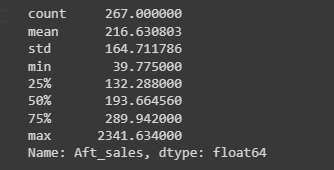 count 267.000000
mean 216.630803
std 164.711786
min 39.775000
25% 132.288000
50% 193.664560
75% 289.942000
max 2341.634000
Name: Aft_sales, dtype: float64